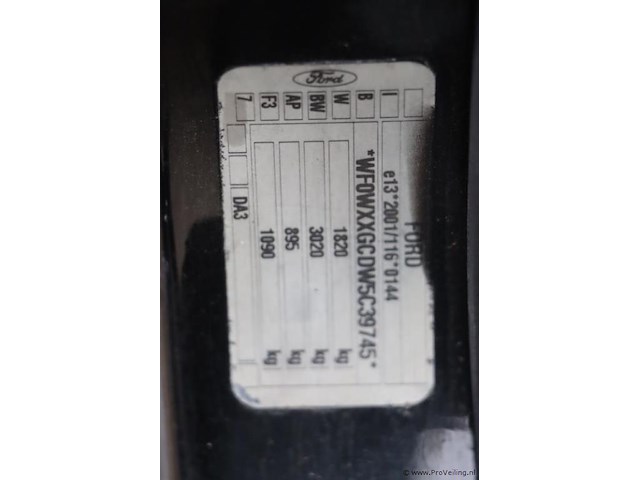 Ford
FORD
e13*2001/116*0144
*WF0WXXGCDW5C39745*
1820 kg
3020 kg
895 kg
1090 kg
I
B
W
BW
AP
F3
7
DA3
© www.ProVeiling.nl